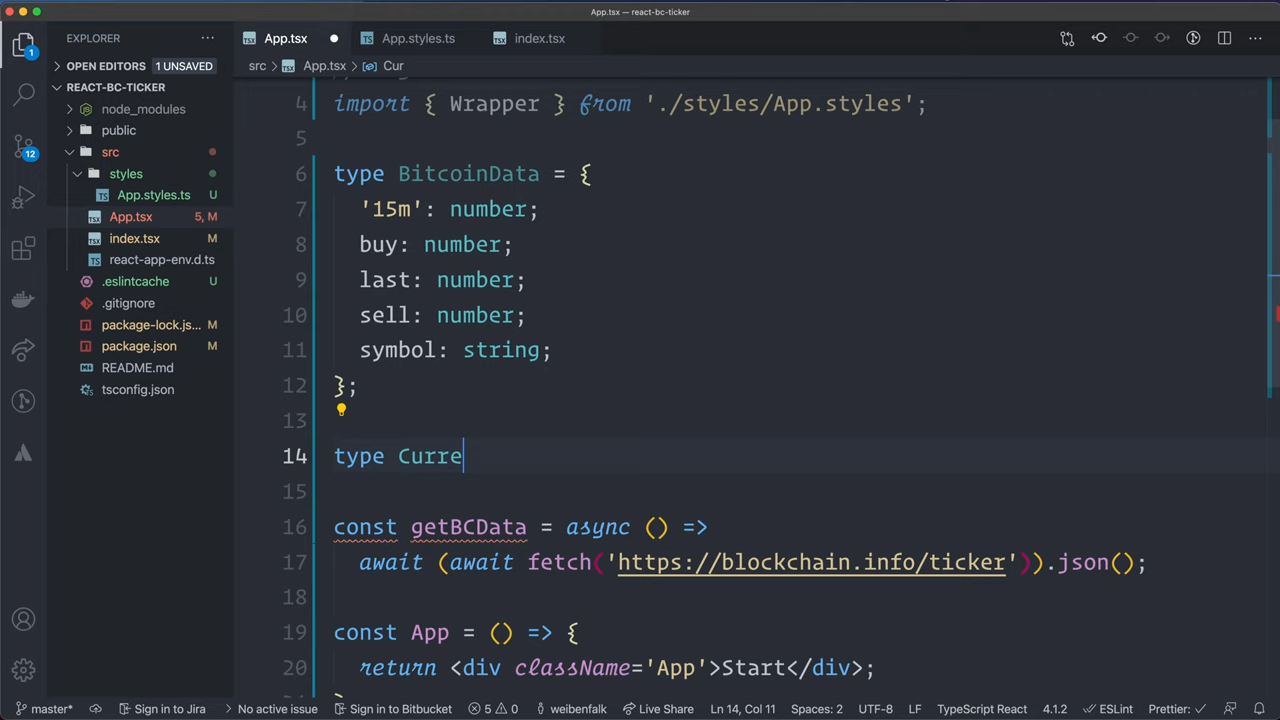 App.tsx — react-bc-ticker
EXPLORER
App.tsx
App.styles.ts
index.tsx
OPEN EDITORS 1 UNSAVED
src > App.tsx > Cur
REACT-BC-TICKER
node_modules
public
src
styles
App.styles.ts U
App.tsx 5, M
index.tsx M
react-app-env.d.ts
.eslintcache U
.gitignore
package-lock.js... M
package.json M
README.md
tsconfig.json
1
12
4 import { Wrapper } from './styles/App.styles';
5
6 type BitcoinData = {
7 '15m': number;
8 buy: number;
9 last: number;
10 sell: number;
11 symbol: string;
12 };
13
14 type Curre
15
16 const getBCData = async () =>
17 await (await fetch('https://blockchain.info/ticker')).json();
18
19 const App = () => {
20 return <div className='App'>Start</div>;
master* Sign in to Jira No active issue Sign in to Bitbucket 5 0 weibenfalk Live Share Ln 14, Col 11 Spaces: 2 UTF-8 LF TypeScript React 4.1.2 ESLint Prettier: ✓